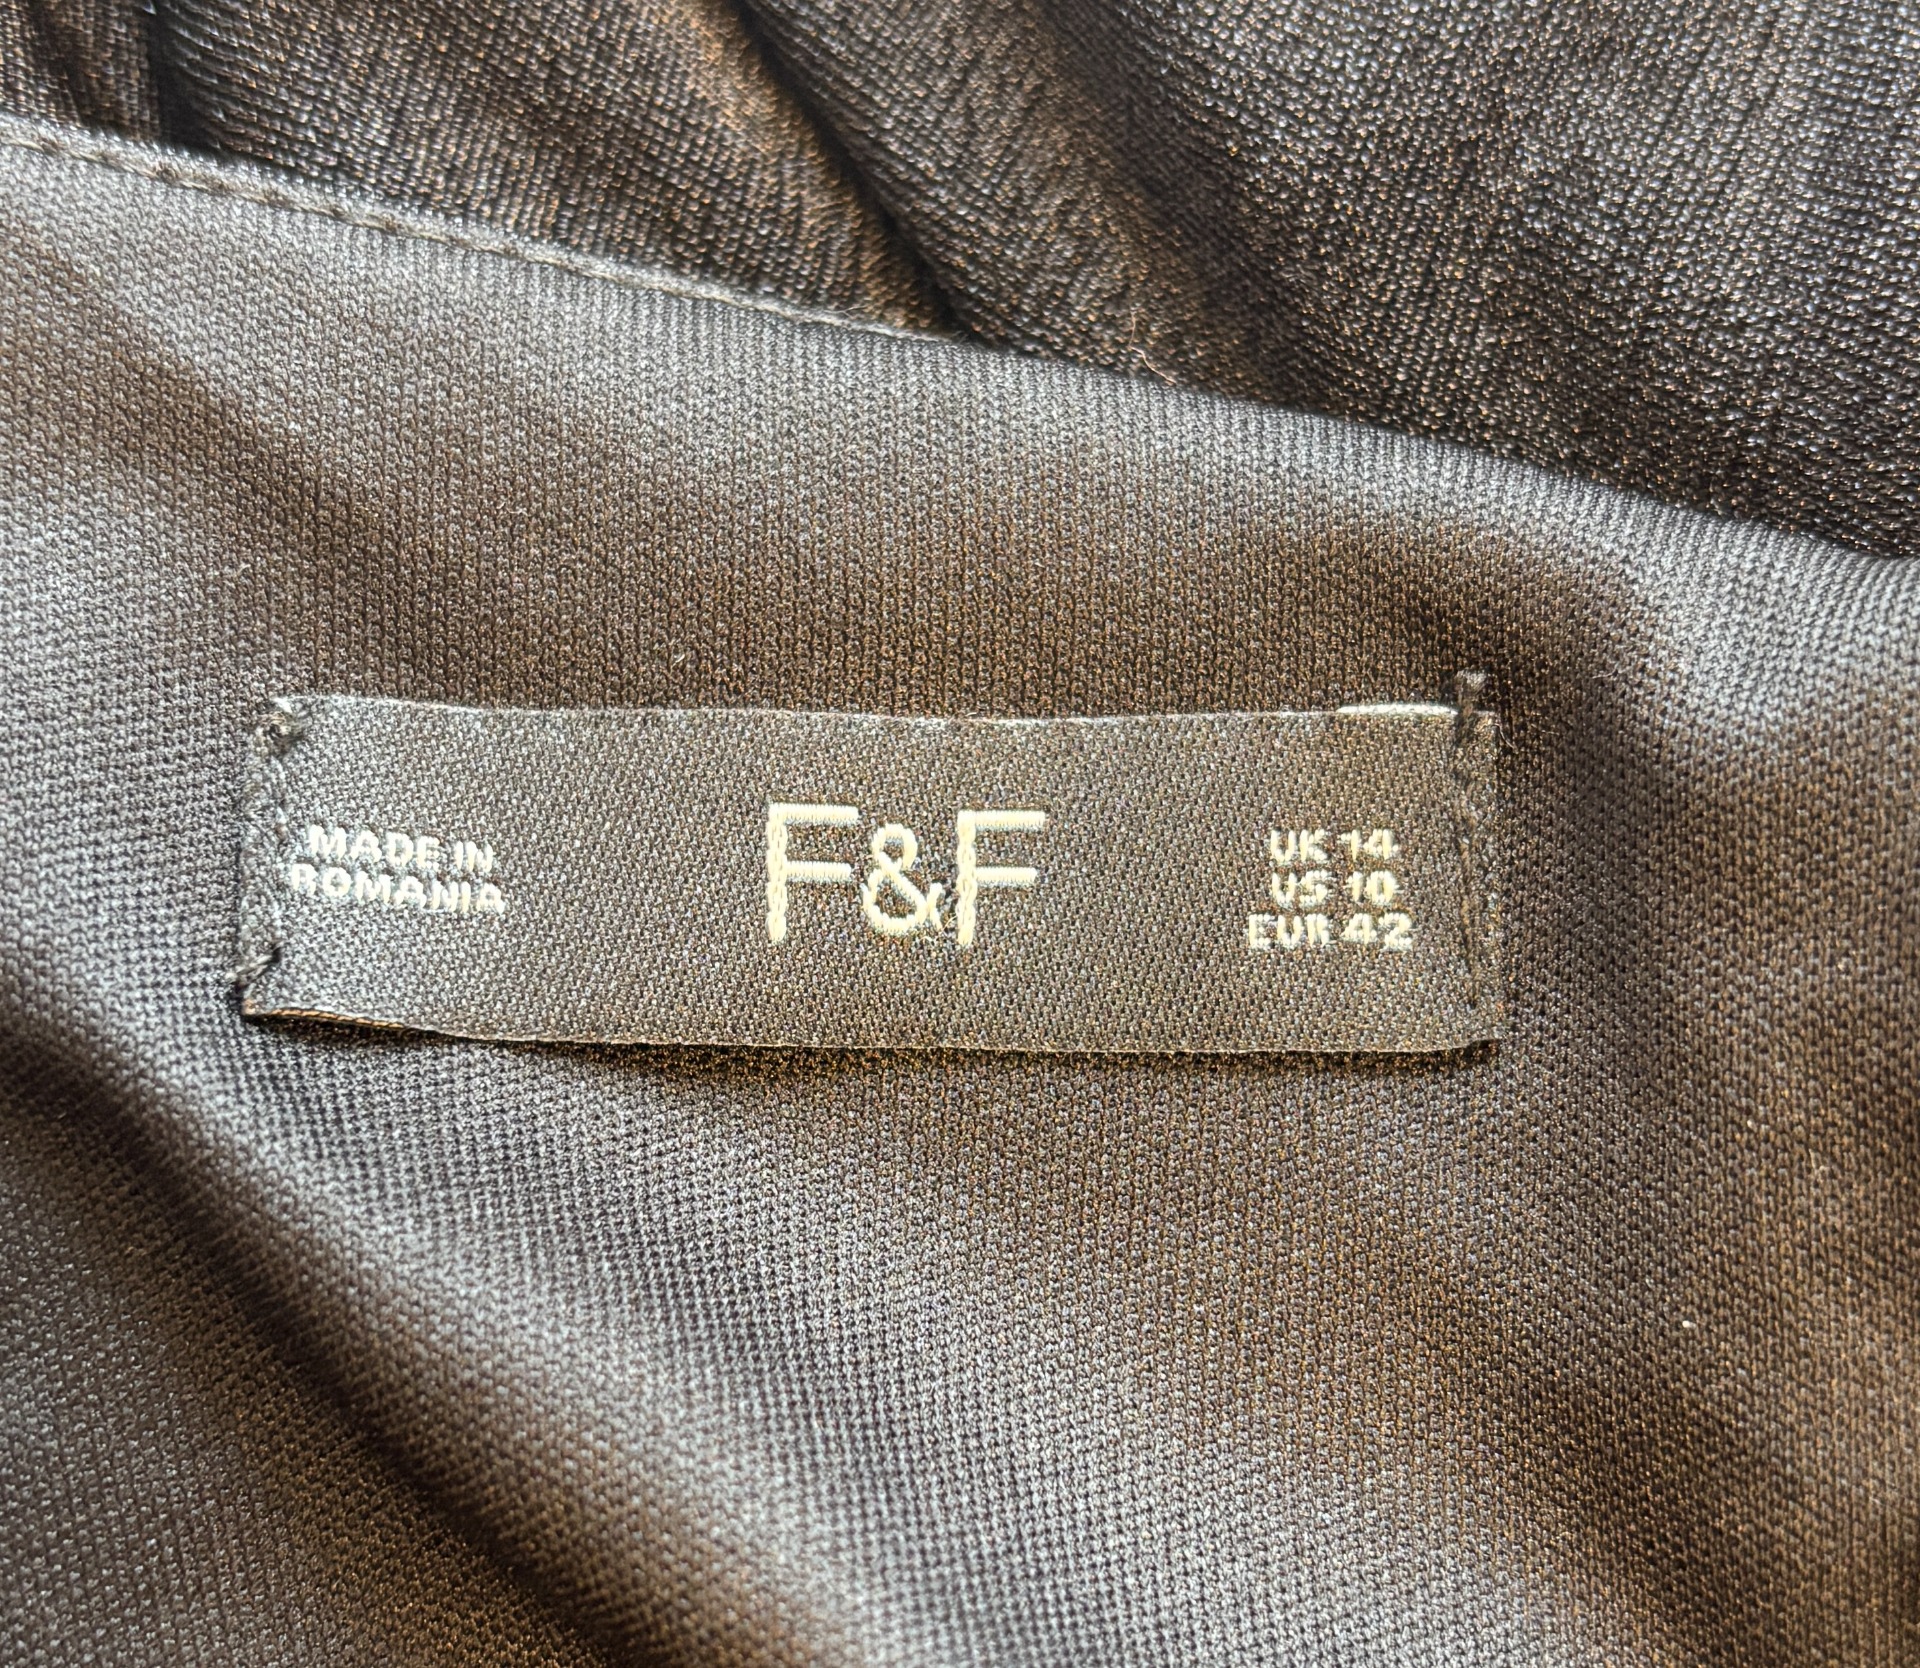 MADE IN
ROMANIA
F&F
UK 14
US 10
EUR 42